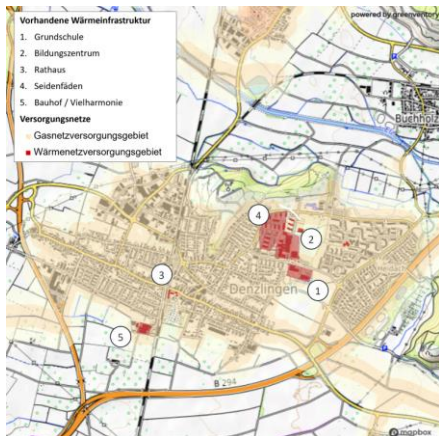 Vorhandene Wärmeinfrastruktur
1. Grundschule
2. Bildungszentrum
3. Rathaus
4. Seidenfäden
5. Bauhof / Vielharmonie
Versorgungsnetze
Gasnetzversorgungsgebiet
Wärmenetzversorgungsgebiet
powered by greenventory
Buchholz
4
2
3
1
Denzlingen
5
B 294
mapbox